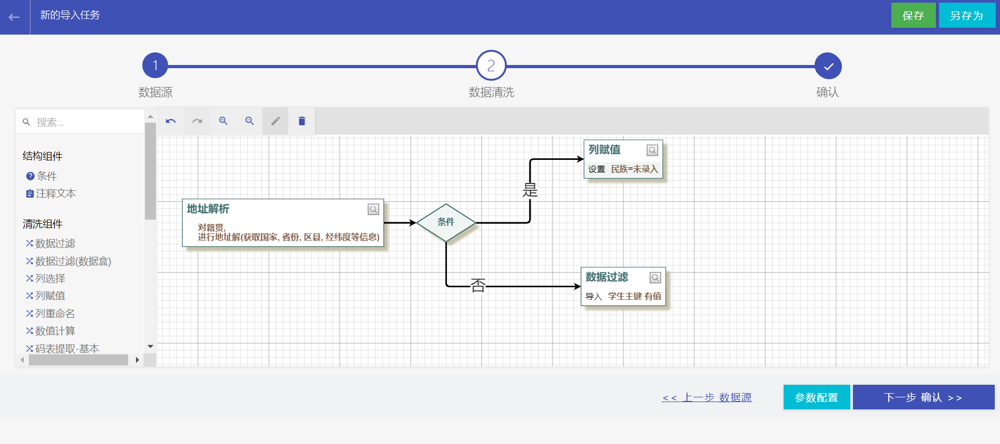 新的导入任务
保存
另存为
1
2
数据源
数据清洗
确认
搜索...
结构组件
条件
注释文本
清洗组件
数据过滤
数据过滤(数据盒)
列选择
列赋值
列重命名
数值计算
码表提取-基本
地址解析
对籍贯,
进行地址解(获取国家, 省份, 区县, 经纬度等信息)
条件
是
列赋值
设置 民族=未录入
否
数据过滤
导入 学生主键 有值
<< 上一步 数据源
参数配置
下一步 确认 >>